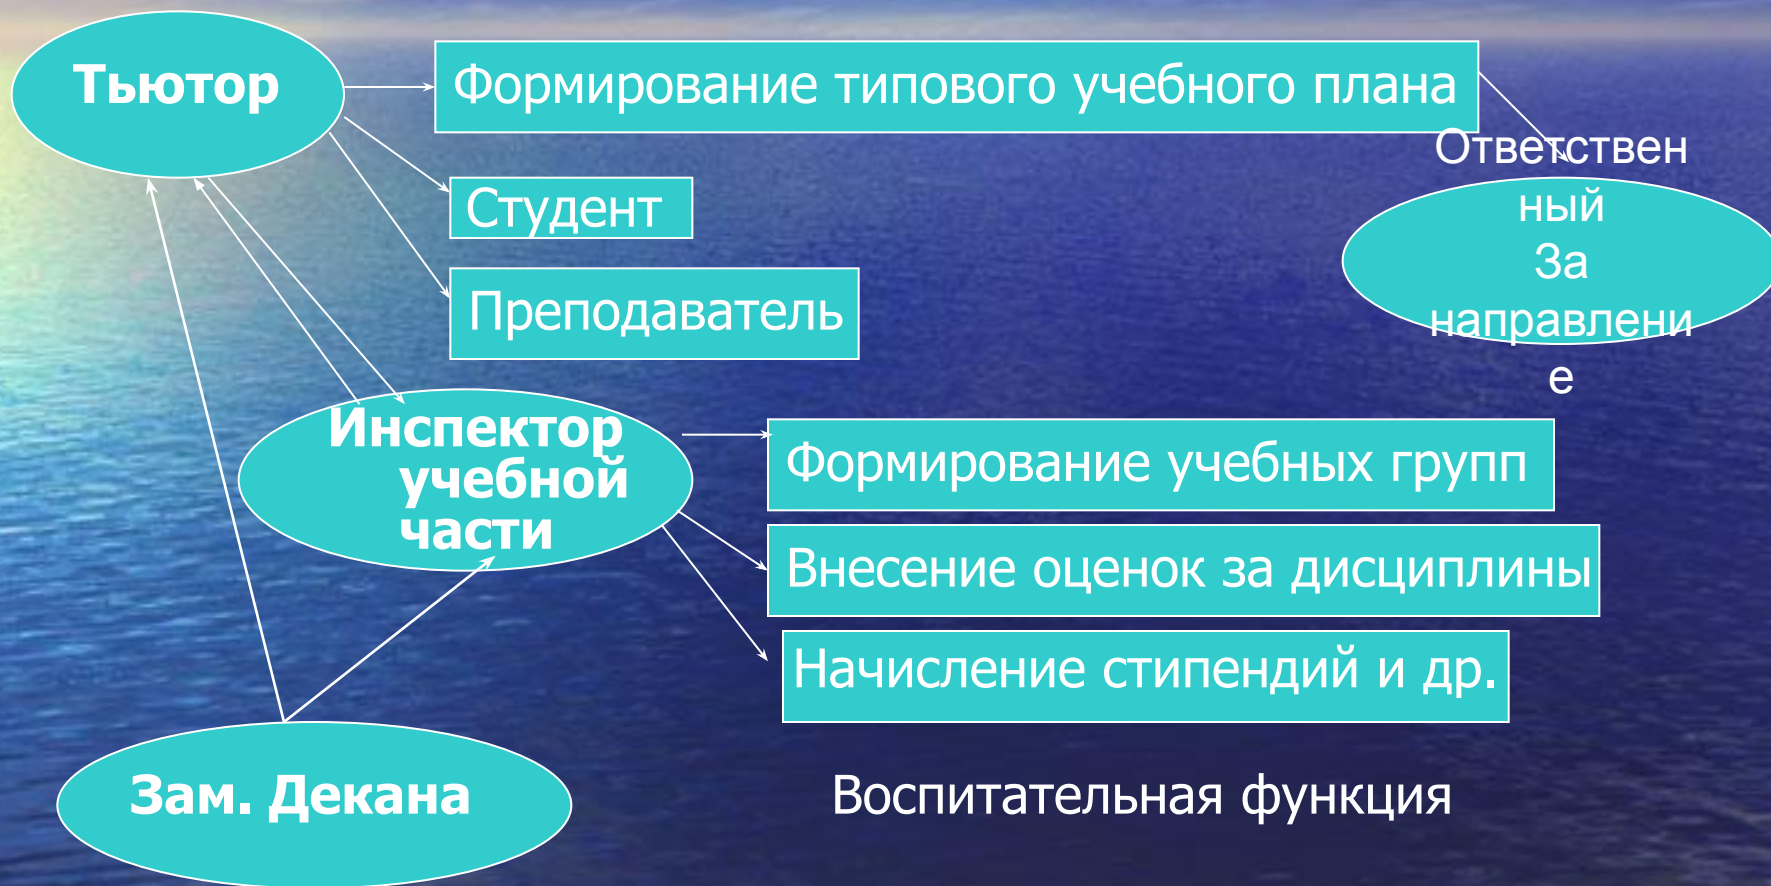 Тьютор
Формирование типового учебного плана
Ответствен
ный
За
направлени
е
Студент
Преподаватель
Инспектор
учебной
части
Формирование учебных групп
Внесение оценок за дисциплины
Начисление стипендий и др.
Зам. Декана
Воспитательная функция